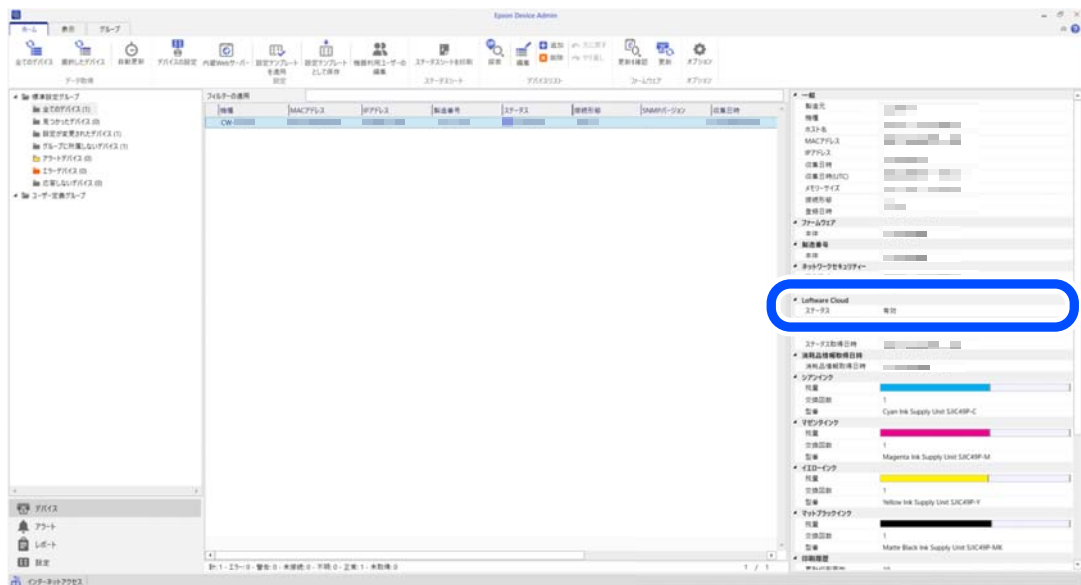 Epson Device Admin
ホーム 表示 グループ
全てのデバイス 選択したデバイス 自動更新 デバイスの設定 内蔵Webサーバー 設定テンプレートを適用 設定テンプレートとして保存 機器利用ユーザーの編集 ステータスシートを印刷 探索 編集 追加 削除 元に戻す やり直し 更新確認 更新 オプション
データ取得 設定 ステータスシート デバイスリスト ファームウェア オプション
標準設定グループ
全てのデバイス (1)
見つかったデバイス (0)
設定が変更されたデバイス (1)
グループに所属しないデバイス (1)
アラートデバイス (0)
エラーデバイス (0)
応答しないデバイス (0)
ユーザー定義グループ
フィルターの適用
機種 MACアドレス IPアドレス 製造番号 ステータス 接続形態 SNMPバージョン 収集日時
CW-
一般
製造元
機種
ホスト名
MACアドレス
IPアドレス
収集日時
収集日時(UTC)
メモリーサイズ
接続形態
登録日時
ファームウェア
本体
製造番号
本体
ネットワークセキュリティー
Loftware Cloud
ステータス 有効
ステータス取得日時
消耗品情報取得日時
消耗品情報取得日時
シアンインク
残量
交換回数 1
型番 Cyan Ink Supply Unit SJIC49P-C
マゼンタインク
残量
交換回数 1
型番 Magenta Ink Supply Unit SJIC49P-M
イエローインク
残量
交換回数 1
型番 Yellow Ink Supply Unit SJIC49P-Y
マットブラックインク
残量
交換回数 1
型番 Matte Black Ink Supply Unit SJIC49P-MK
印刷履歴
デバイス
アラート
レポート
設定
計: 1 - エラー: 0 - 警告: 0 - 未接続: 0 - 不明: 0 - 正常: 1 - 未取得: 0
1 / 1
インターネットアクセス